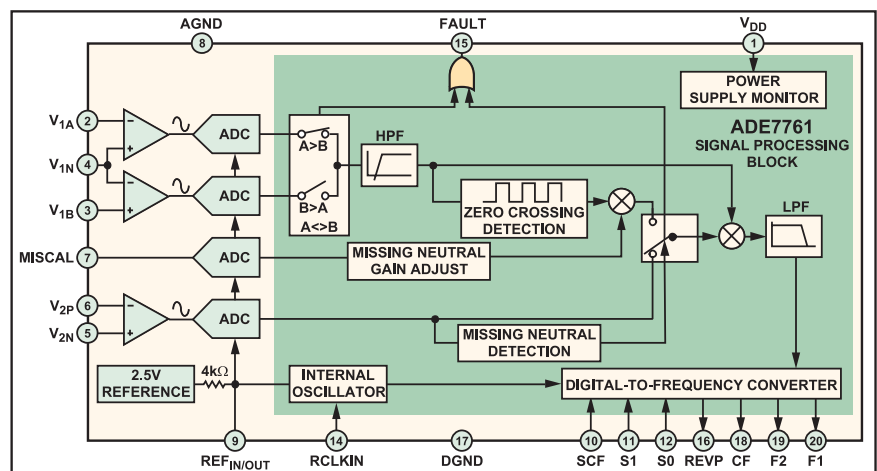 AGND
FAULT
VDD
8
15
1
POWER
SUPPLY MONITOR
ADE7761
SIGNAL PROCESSING
BLOCK
V1A
2
−
+
ADC
A>B
HPF
V1N
4
V1B
3
−
+
ADC
B>A
A<>B
ZERO CROSSING
DETECTION
LPF
MISCAL
7
ADC
MISSING NEUTRAL
GAIN ADJUST
V2P
6
V2N
5
−
+
ADC
MISSING NEUTRAL
DETECTION
2.5V
REFERENCE
4kΩ
INTERNAL
OSCILLATOR
DIGITAL-TO-FREQUENCY CONVERTER
9
14
17
10
11
12
16
18
19
20
REFIN/OUT
RCLKIN
DGND
SCF
S1
S0
REVP
CF
F2
F1